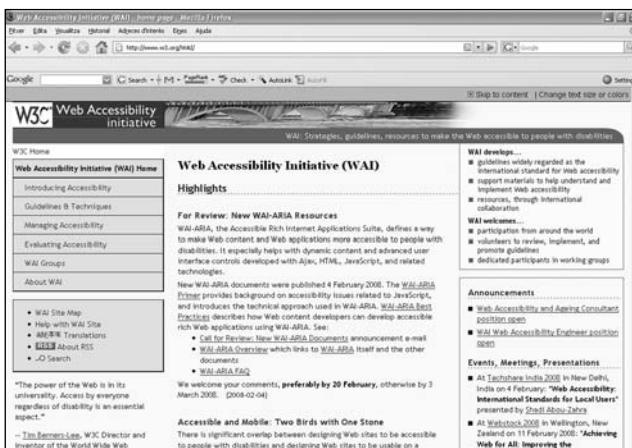 Web Accessibility Initiative (WAI) - home page - Mozilla Firefox
Fitxer Edita Visualitza Historial Adreces d'interès Eines Ajuda
http://www.w3.org/WAI/
Google
Google Search PageRank Check AutoLink AutoFill
Skip to content | Change text size or colors
W3C Web Accessibility
initiative
WAI: Strategies, guidelines, resources to make the Web accessible to people with disabilities
W3C Home
Web Accessibility Initiative (WAI) Home
Introducing Accessibility
Guidelines & Techniques
Managing Accessibility
Evaluating Accessibility
WAI Groups
About WAI
WAI Site Map
Help with WAI Site
Translations
RSS About RSS
Search
"The power of the Web is in its
universality. Access by everyone
regardless of disability is an essential
aspect."
-- Tim Berners-Lee, W3C Director and
inventor of the World Wide Web
Web Accessibility Initiative (WAI)
Highlights
For Review: New WAI-ARIA Resources
WAI-ARIA, the Accessible Rich Internet Applications Suite, defines a way
to make Web content and Web applications more accessible to people with
disabilities. It especially helps with dynamic content and advanced user
interface controls developed with Ajax, HTML, JavaScript, and related
technologies.
New WAI-ARIA documents were published 4 February 2008. The WAI-ARIA
Primer provides background on accessibility issues related to JavaScript,
and introduces the technical approach used in WAI-ARIA. WAI-ARIA Best
Practices describes how Web content developers can develop accessible
rich Web applications using WAI-ARIA. See:
Call for Review: New WAI-ARIA Documents announcement e-mail
WAI-ARIA Overview which links to WAI-ARIA itself and the other
documents
WAI-ARIA FAQ
We welcome your comments, preferably by 20 February, otherwise by 3
March 2008. (2008-02-04)
Accessible and Mobile: Two Birds with One Stone
There is significant overlap between designing Web sites to be accessible
to people with disabilities and designing Web sites to be usable on a
WAI develops...
guidelines widely regarded as the
international standard for Web accessibility
support materials to help understand and
implement Web accessibility
resources, through international
collaboration
WAI welcomes...
participation from around the world
volunteers to review, implement, and
promote guidelines
dedicated participants in working groups
Announcements
Web Accessibility and Ageing Consultant
position open
WAI Web Accessibility Engineer position
open
Events, Meetings, Presentations
At Techshare India 2008 in New Delhi,
India on 4 February: "Web Accessibility:
International Standards for Local Users"
presented by Shadi Abou-Zahra
At Webstock 2008 in Wellington, New
Zealand on 11 February 2008: "Achieving
Web for All: Improving the